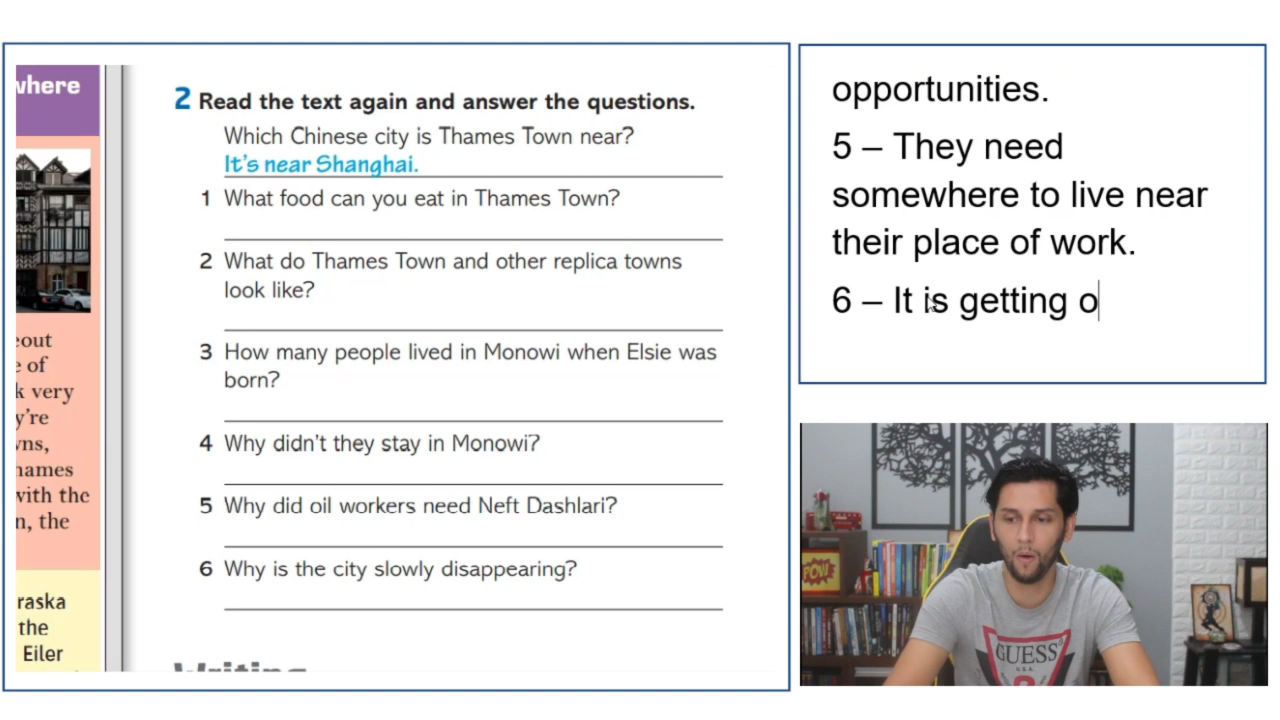 where
eout
e of
k very
y're
wns,
hames
with the
n, the
raska
the
Eiler
2 Read the text again and answer the questions.
Which Chinese city is Thames Town near?
It's near Shanghai.
1 What food can you eat in Thames Town?
2 What do Thames Town and other replica towns
look like?
3 How many people lived in Monowi when Elsie was
born?
4 Why didn't they stay in Monowi?
5 Why did oil workers need Neft Dashlari?
6 Why is the city slowly disappearing?
Writing
opportunities.
5 – They need
somewhere to live near
their place of work.
6 – It is getting o
POW
GUESS
U.S.A.